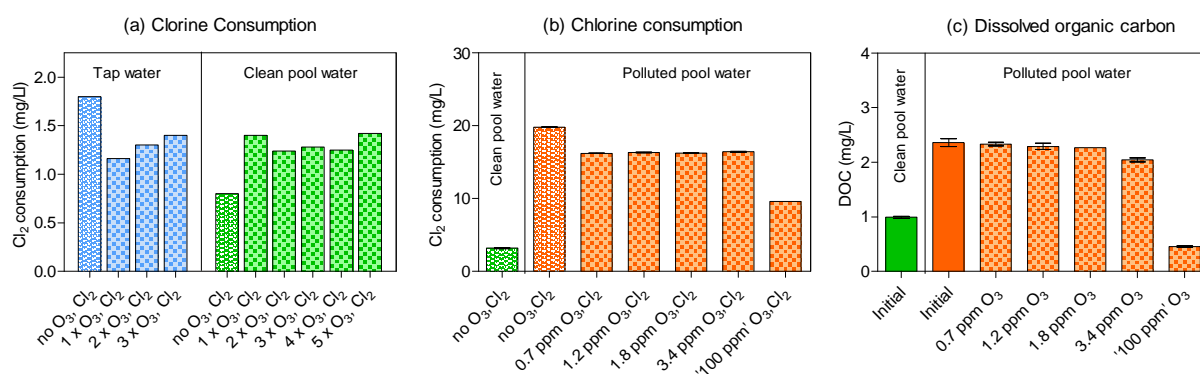 (a) Clorine Consumption
Cl₂ consumption (mg/Ll)
2.0
1.5
1.0
0.5
0.0
Tap water
Clean pool water
no O₃, Cl₂
1 x O₃, Cl₂
2 x O₃, Cl₂
3 x O₃, Cl₂
no O₃, Cl₂
1 x O₃, Cl₂
2 x O₃, Cl₂
3 x O₃, Cl₂
4 x O₃, Cl₂
5 x O₃, Cl₂
(b) Chlorine consumption
Cl₂ consumption (mg/L)
30
20
10
0
Clean pool water
Polluted pool water
no O₃,Cl₂
no O₃,Cl₂
0.7 ppm O₃,Cl₂
1.2 ppm O₃,Cl₂
1.8 ppm O₃,Cl₂
3.4 ppm O₃,Cl₂
'100 ppm' O₃,Cl₂
(c) Dissolved organic carbon
DOC (mg/L)
4
3
2
1
0
Clean pool water
Polluted pool water
Initial
Initial
0.7 ppm O₃
1.2 ppm O₃
1.8 ppm O₃
3.4 ppm O₃
'100 ppm' O₃